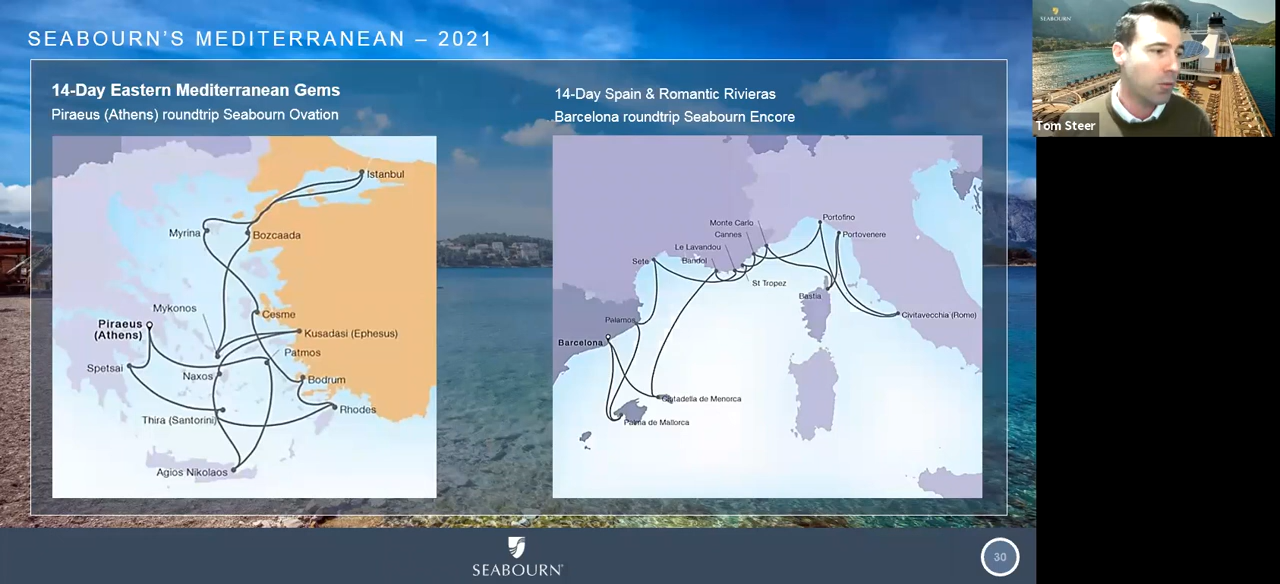 SEABOURN'S MEDITERRANEAN – 2021
14-Day Eastern Mediterranean Gems
Piraeus (Athens) roundtrip Seabourn Ovation
Istanbul
Myrina
Bozcaada
Mykonos
Cesme
Piraeus
(Athens)
Kusadasi (Ephesus)
Patmos
Spetsai
Naxos
Bodrum
Rhodes
Thira (Santorini)
Agios Nikolaos
14-Day Spain & Romantic Rivieras
Barcelona roundtrip Seabourn Encore
Portofino
Monte Carlo
Cannes
Portovenere
Le Lavandou
Sete
Bandol
St Tropez
Bastia
Civitavecchia (Rome)
Palamos
Barcelona
Ciutadella de Menorca
Palma de Mallorca
SEABOURN
Tom Steer
SEABOURN®
30